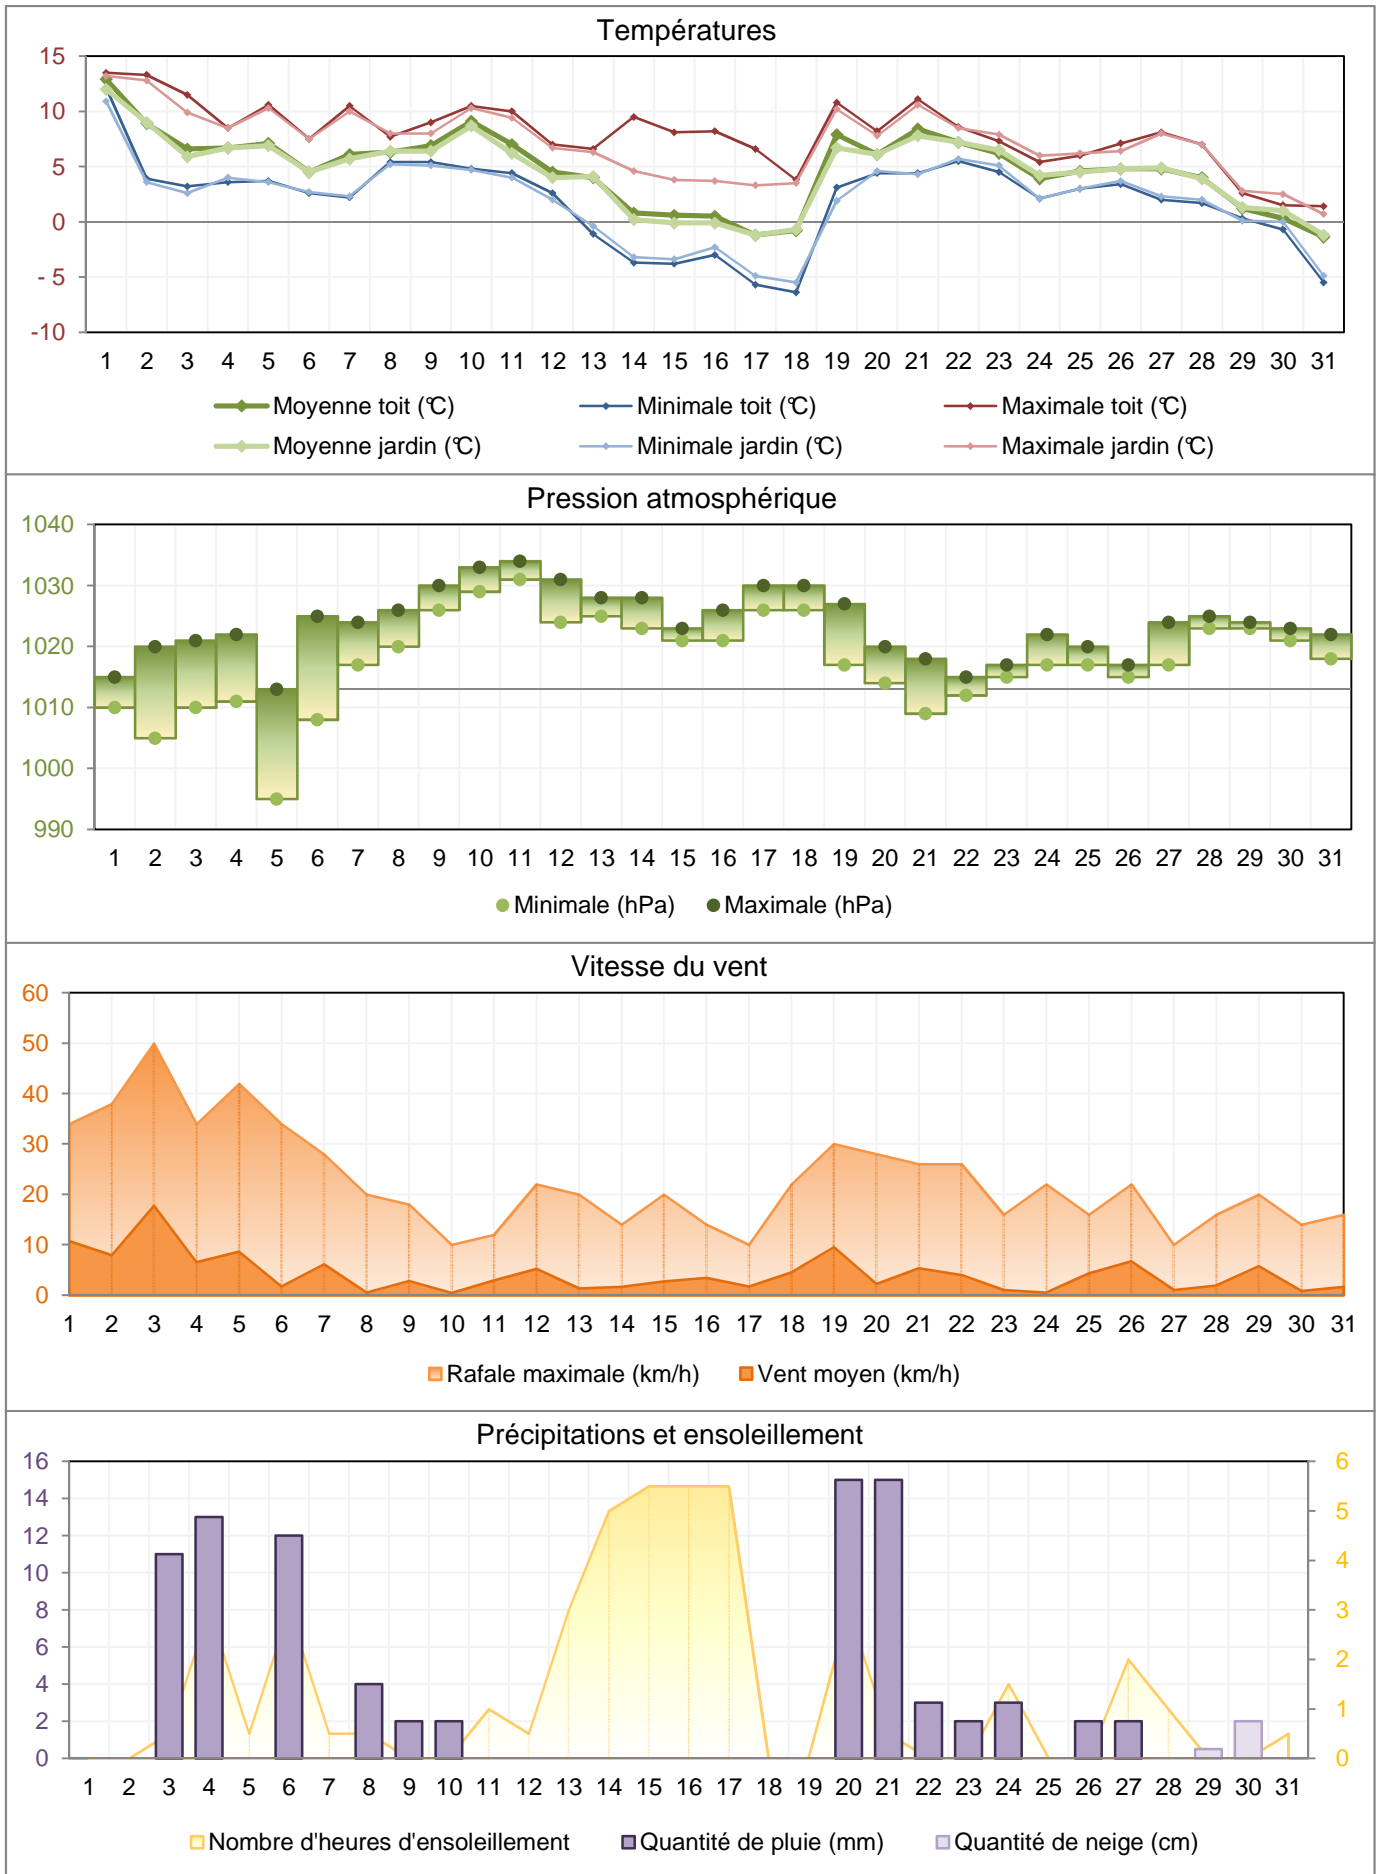 Températures
15
10
5
0
- 5
-10
1 2 3 4 5 6 7 8 9 10 11 12 13 14 15 16 17 18 19 20 21 22 23 24 25 26 27 28 29 30 31
Moyenne toit (°C) Minimale toit (°C) Maximale toit (°C)
Moyenne jardin (°C) Minimale jardin (°C) Maximale jardin (°C)
Pression atmosphérique
1040
1030
1020
1010
1000
990
1 2 3 4 5 6 7 8 9 10 11 12 13 14 15 16 17 18 19 20 21 22 23 24 25 26 27 28 29 30 31
Minimale (hPa) Maximale (hPa)
Vitesse du vent
60
50
40
30
20
10
0
1 2 3 4 5 6 7 8 9 10 11 12 13 14 15 16 17 18 19 20 21 22 23 24 25 26 27 28 29 30 31
Rafale maximale (km/h) Vent moyen (km/h)
Précipitations et ensoleillement
16 6
14
12 5
10 4
8 3
6
4 2
2 1
0 0
1 2 3 4 5 6 7 8 9 10 11 12 13 14 15 16 17 18 19 20 21 22 23 24 25 26 27 28 29 30 31
Nombre d'heures d'ensoleillement Quantité de pluie (mm) Quantité de neige (cm)